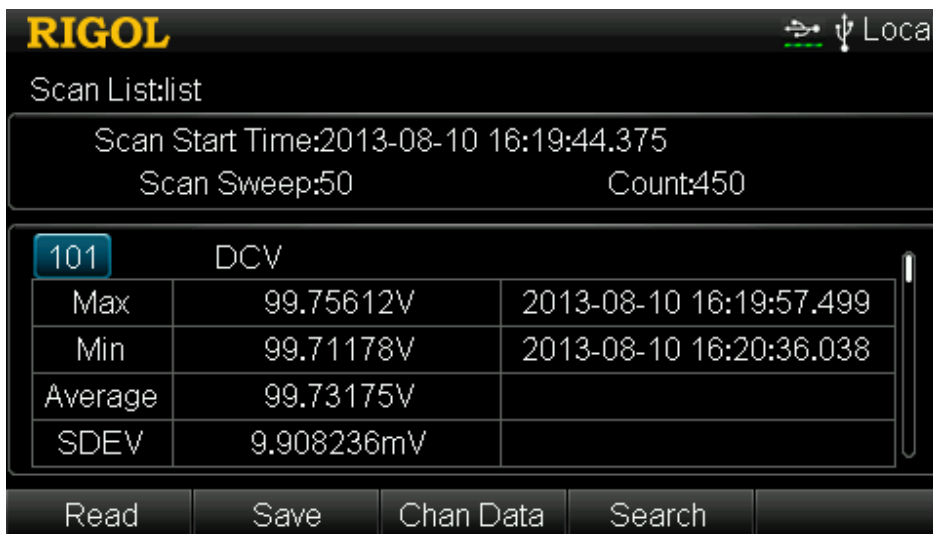 RIGOL Loca
Scan List:list
Scan Start Time:2013-08-10 16:19:44.375
Scan Sweep:50 Count:450
101 DCV
Max 99.75612V 2013-08-10 16:19:57.499
Min 99.71178V 2013-08-10 16:20:36.038
Average 99.73175V
SDEV 9.908236mV
Read Save Chan Data Search